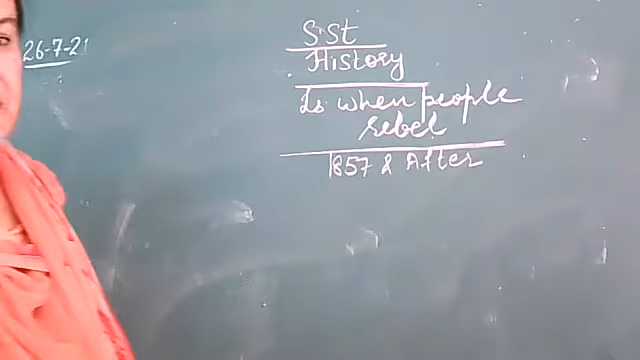 26-7-21
S.St
History
Ls when people
rebel
1857 & After